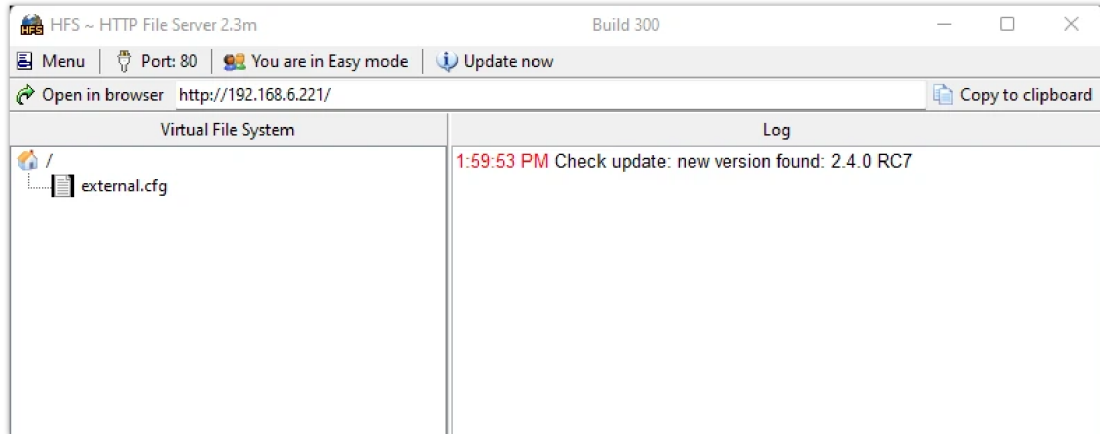 HFS ~ HTTP File Server 2.3m Build 300
Menu Port: 80 You are in Easy mode Update now
Open in browser http://192.168.6.221/ Copy to clipboard
Virtual File System Log
/ 1:59:53 PM Check update: new version found: 2.4.0 RC7
external.cfg